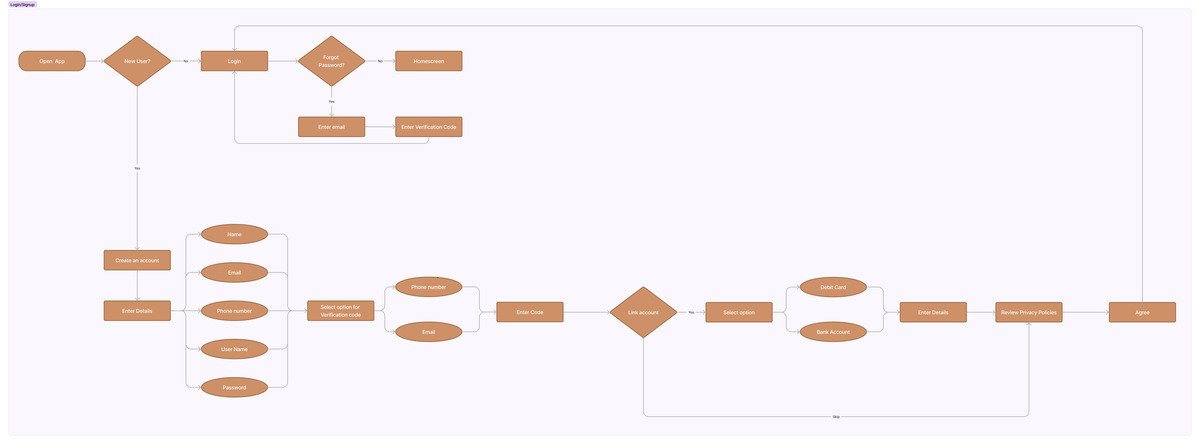 Login/Signup
Open App
New User?
No
Login
Forgot
Password?
No
Homescreen
Yes
Enter email
Enter Verification Code
Yes
Create an account
Enter Details
Name
Email
Phone number
User Name
Password
Select option for
Verification code
Phone number
Email
Enter Code
Link account
Yes
Select option
Debit Card
Bank Account
Enter Details
Review Privacy Policies
Agree
Skip